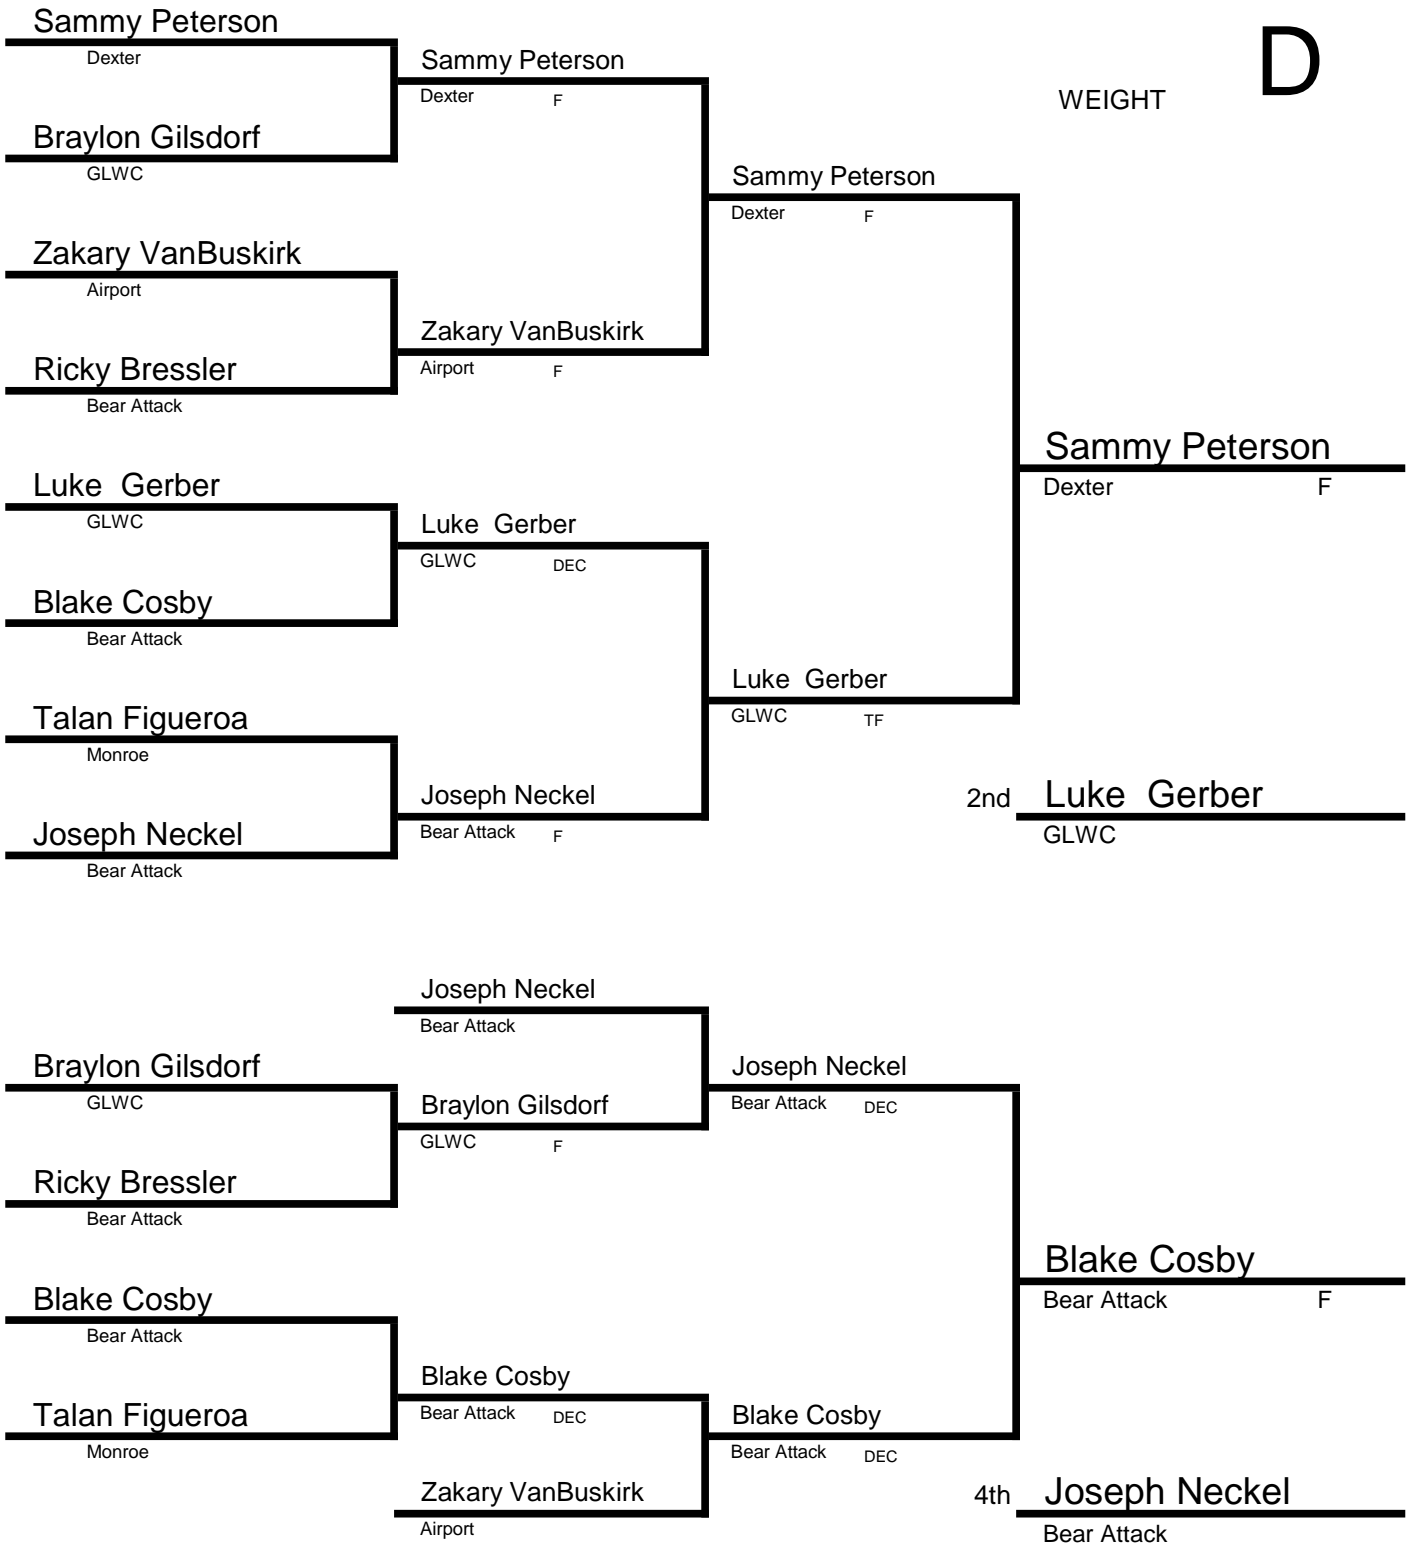 Sammy Peterson
Dexter
Sammy Peterson
Dexter F
D
WEIGHT
Braylon Gilsdorf
GLWC
Sammy Peterson
Dexter F
Zakary VanBuskirk
Airport
Zakary VanBuskirk
Airport F
Ricky Bressler
Bear Attack
Sammy Peterson
Dexter F
Luke Gerber
GLWC
Luke Gerber
GLWC DEC
Blake Cosby
Bear Attack
Luke Gerber
GLWC TF
Talan Figueroa
Monroe
Joseph Neckel
Bear Attack F
2nd Luke Gerber
GLWC
Joseph Neckel
Bear Attack
Joseph Neckel
Bear Attack
Braylon Gilsdorf
GLWC
Joseph Neckel
Bear Attack DEC
Braylon Gilsdorf
GLWC F
Ricky Bressler
Bear Attack
Blake Cosby
Bear Attack F
Blake Cosby
Bear Attack
Blake Cosby
Bear Attack DEC
Talan Figueroa
Monroe
Blake Cosby
Bear Attack DEC
Zakary VanBuskirk
Airport
4th Joseph Neckel
Bear Attack